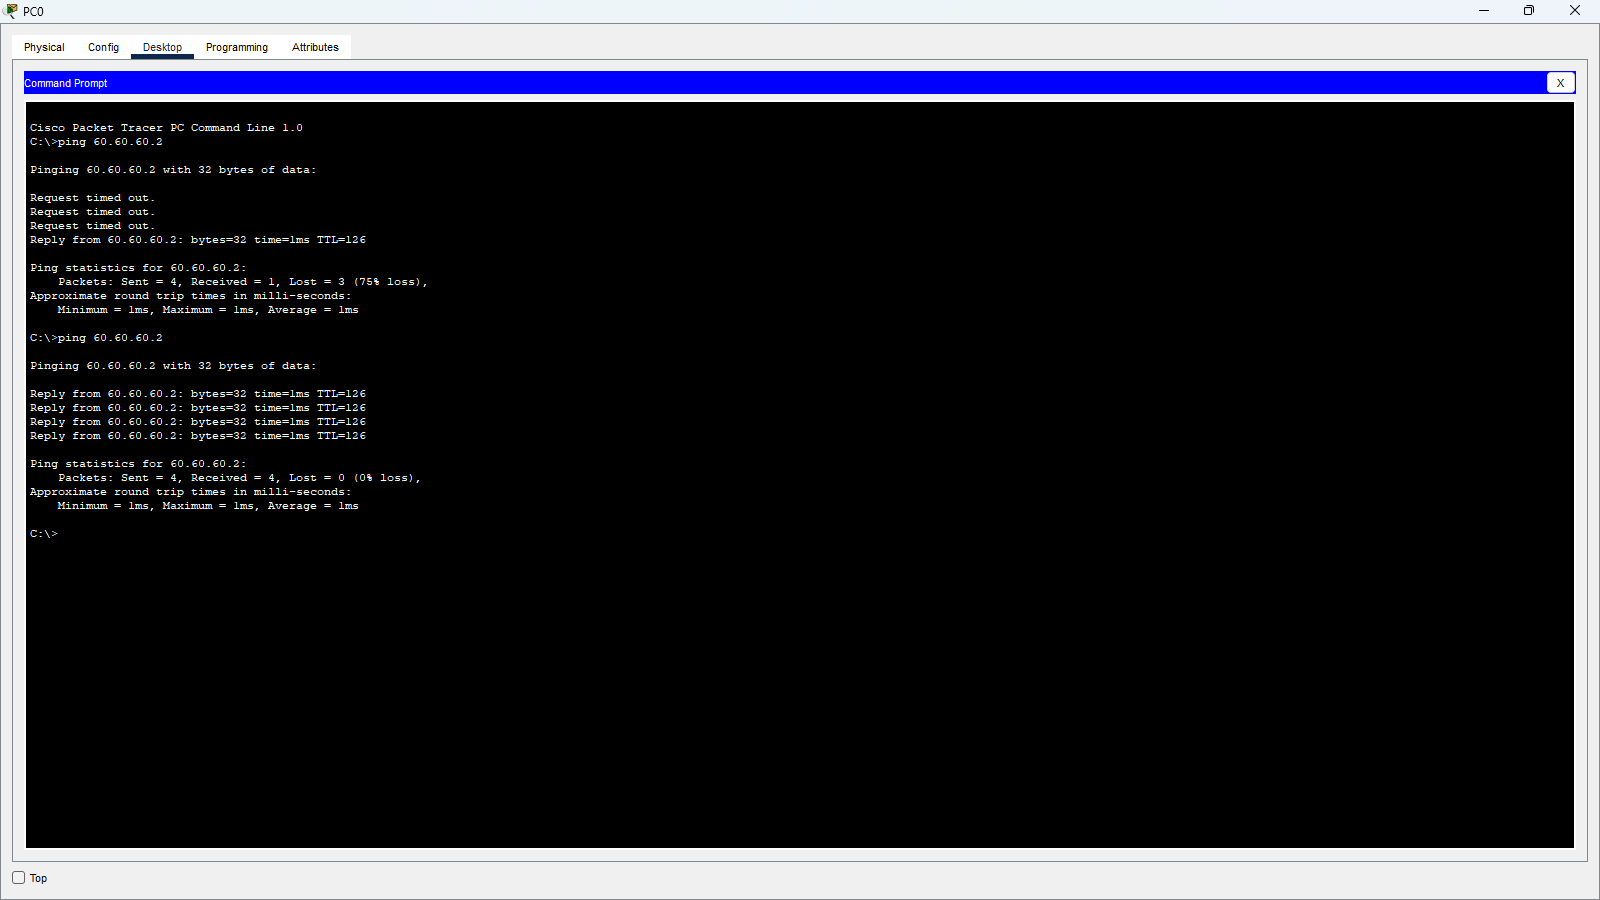 PC0
Physical Config Desktop Programming Attributes
Command Prompt X
Cisco Packet Tracer PC Command Line 1.0
C:\>ping 60.60.60.2
Pinging 60.60.60.2 with 32 bytes of data:
Request timed out.
Request timed out.
Request timed out.
Reply from 60.60.60.2: bytes=32 time=1ms TTL=126
Ping statistics for 60.60.60.2:
Packets: Sent = 4, Received = 1, Lost = 3 (75% loss),
Approximate round trip times in milli-seconds:
Minimum = 1ms, Maximum = 1ms, Average = 1ms
C:\>ping 60.60.60.2
Pinging 60.60.60.2 with 32 bytes of data:
Reply from 60.60.60.2: bytes=32 time=1ms TTL=126
Reply from 60.60.60.2: bytes=32 time=1ms TTL=126
Reply from 60.60.60.2: bytes=32 time=1ms TTL=126
Reply from 60.60.60.2: bytes=32 time=1ms TTL=126
Ping statistics for 60.60.60.2:
Packets: Sent = 4, Received = 4, Lost = 0 (0% loss),
Approximate round trip times in milli-seconds:
Minimum = 1ms, Maximum = 1ms, Average = 1ms
C:\>
Top